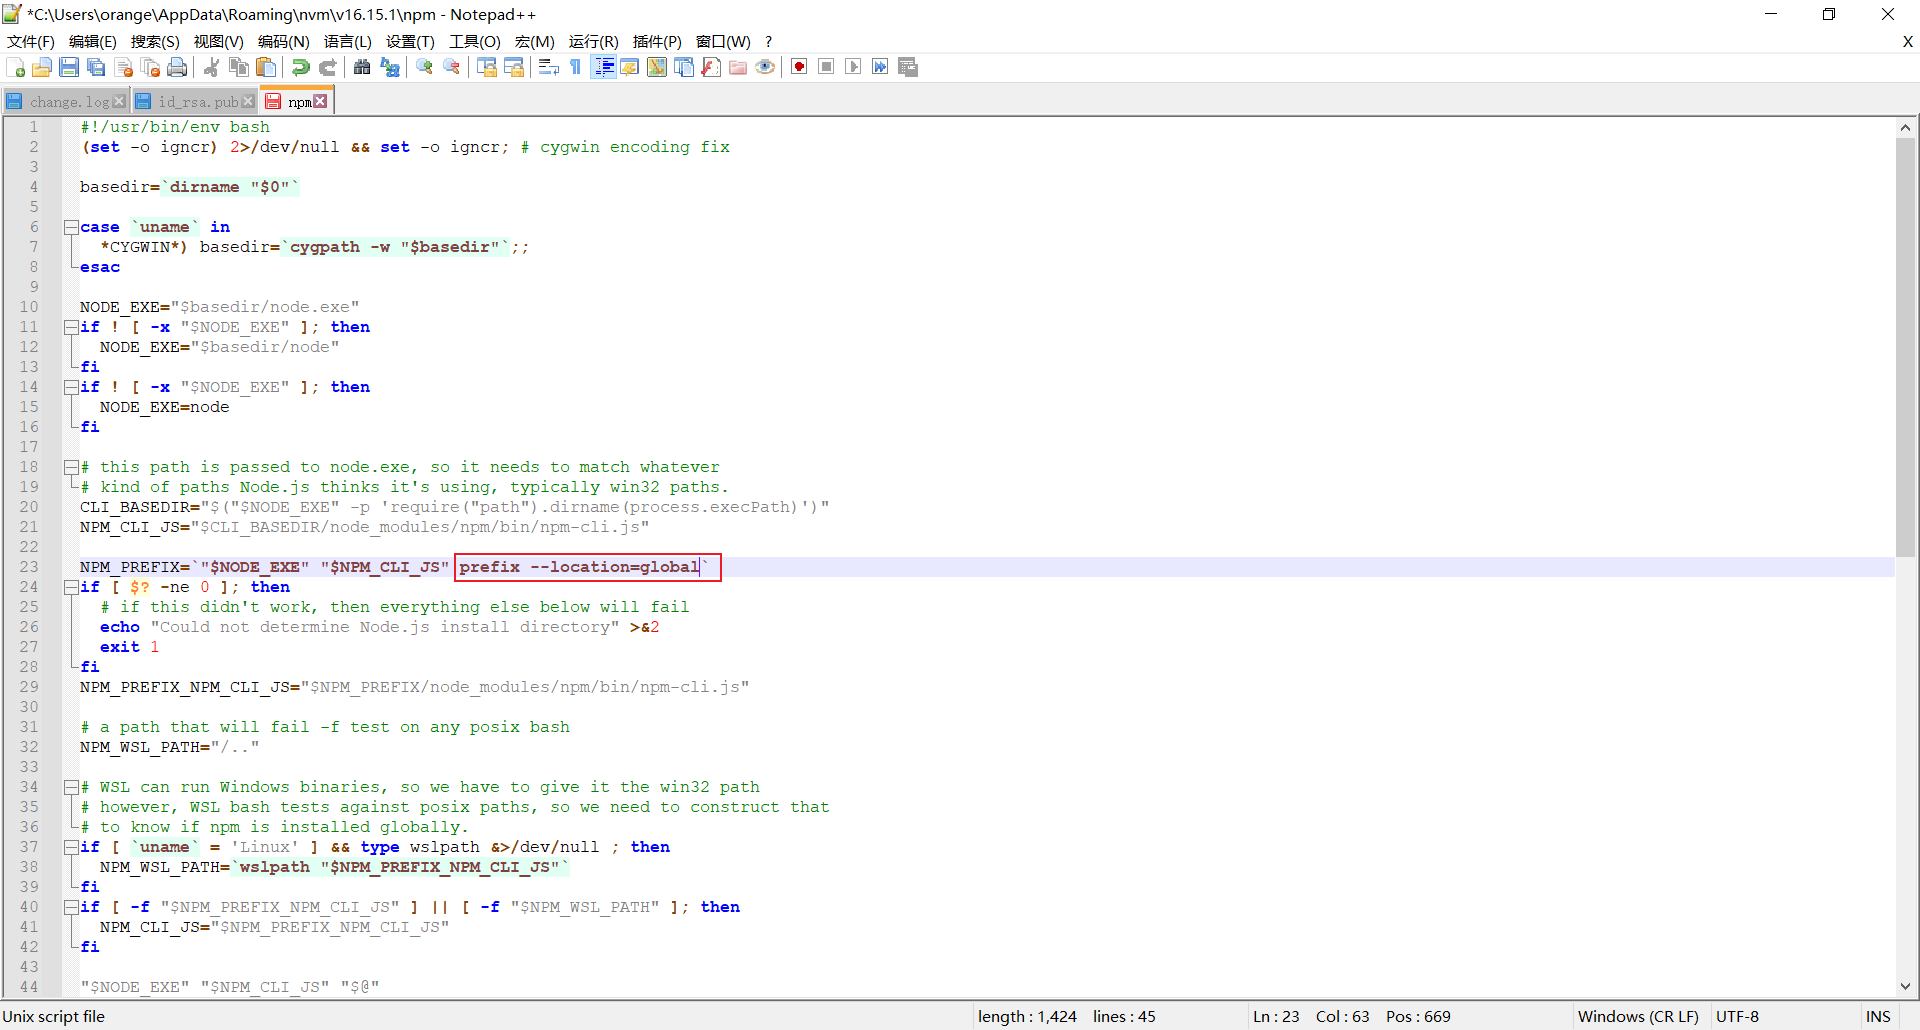 *C:\Users\orange\AppData\Roaming\nvm\v16.15.1\npm - Notepad++
文件(F) 编辑(E) 搜索(S) 视图(V) 编码(N) 语言(L) 设置(T) 工具(O) 宏(M) 运行(R) 插件(P) 窗口(W) ? X
change.log id_rsa.pub npm
1 #!/usr/bin/env bash
2 (set -o igncr) 2>/dev/null && set -o igncr; # cygwin encoding fix
3
4 basedir=`dirname "$0"`
5
6 case `uname` in
7 *CYGWIN*) basedir=`cygpath -w "$basedir"`;;
8 esac
9
10 NODE_EXE="$basedir/node.exe"
11 if ! [ -x "$NODE_EXE" ]; then
12 NODE_EXE="$basedir/node"
13 fi
14 if ! [ -x "$NODE_EXE" ]; then
15 NODE_EXE=node
16 fi
17
18 # this path is passed to node.exe, so it needs to match whatever
19 # kind of paths Node.js thinks it's using, typically win32 paths.
20 CLI_BASEDIR="$("$NODE_EXE" -p 'require("path").dirname(process.execPath)')"
21 NPM_CLI_JS="$CLI_BASEDIR/node_modules/npm/bin/npm-cli.js"
22
23 NPM_PREFIX=`"$NODE_EXE" "$NPM_CLI_JS" prefix --location=global`
24 if [ $? -ne 0 ]; then
25 # if this didn't work, then everything else below will fail
26 echo "Could not determine Node.js install directory" >&2
27 exit 1
28 fi
29 NPM_PREFIX_NPM_CLI_JS="$NPM_PREFIX/node_modules/npm/bin/npm-cli.js"
30
31 # a path that will fail -f test on any posix bash
32 NPM_WSL_PATH="/.."
33
34 # WSL can run Windows binaries, so we have to give it the win32 path
35 # however, WSL bash tests against posix paths, so we need to construct that
36 # to know if npm is installed globally.
37 if [ `uname` = 'Linux' ] && type wslpath &>/dev/null ; then
38 NPM_WSL_PATH=`wslpath "$NPM_PREFIX_NPM_CLI_JS"`
39 fi
40 if [ -f "$NPM_PREFIX_NPM_CLI_JS" ] || [ -f "$NPM_WSL_PATH" ]; then
41 NPM_CLI_JS="$NPM_PREFIX_NPM_CLI_JS"
42 fi
43
44 "$NODE_EXE" "$NPM_CLI_JS" "$@"
Unix script file length : 1,424 lines : 45 Ln : 23 Col : 63 Pos : 669 Windows (CR LF) UTF-8 INS